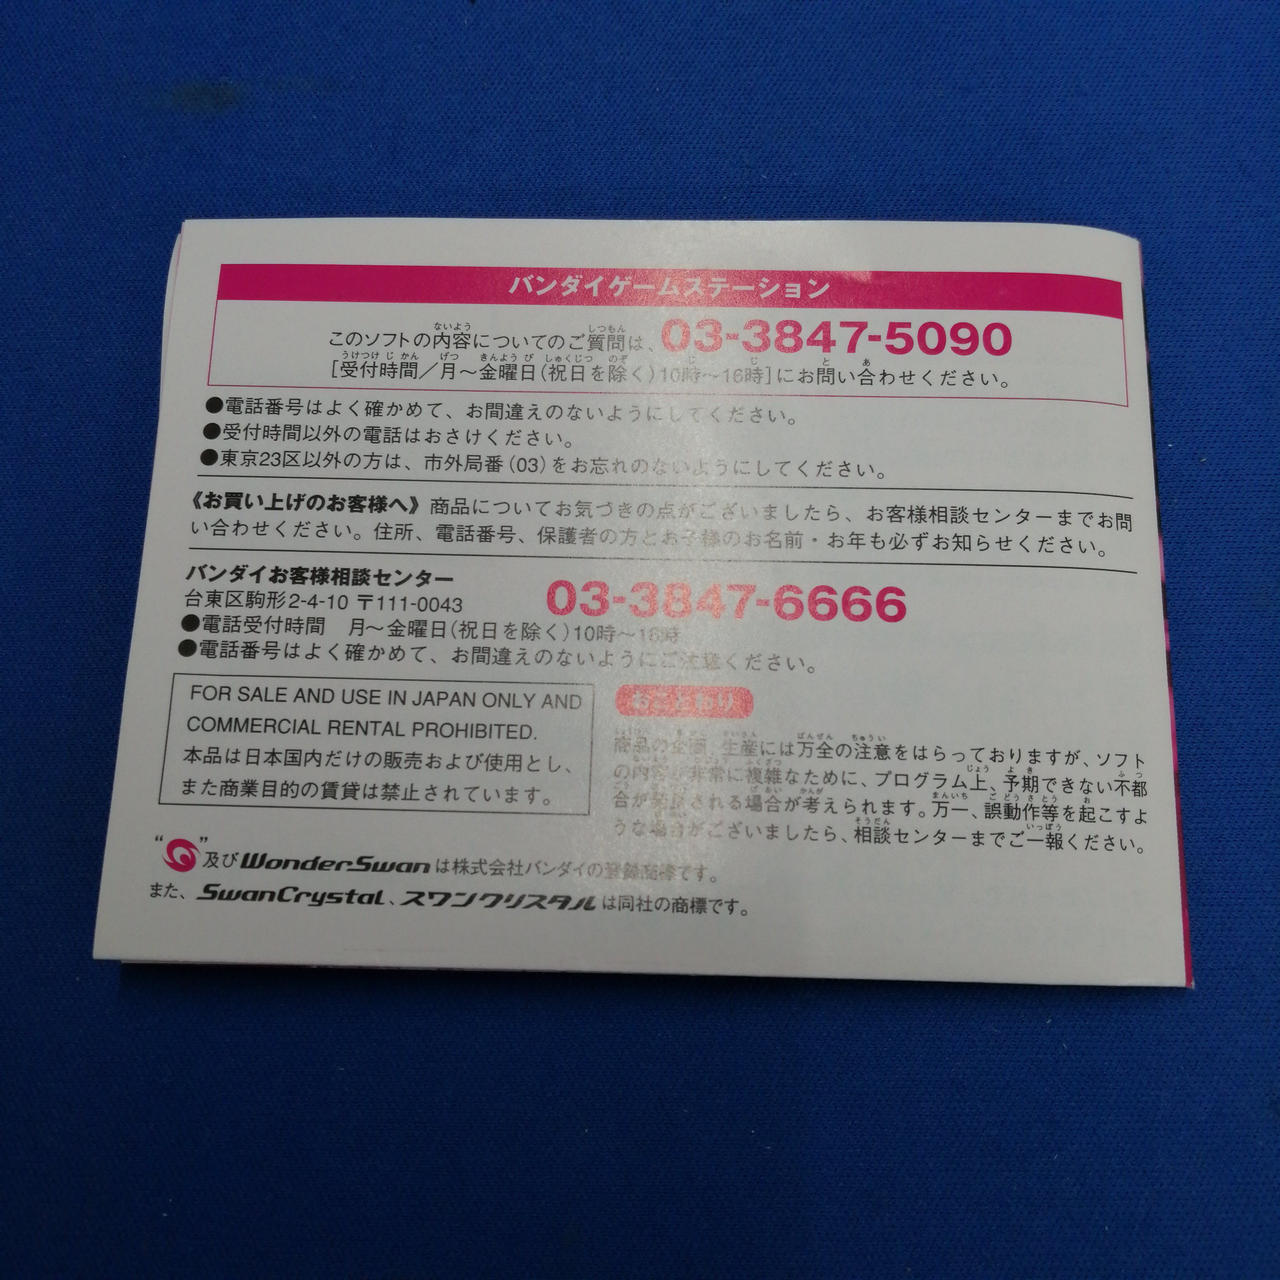 バンダイゲームステーション
このソフトの内容についてのご質問は、03-3847-5090
[受付時間／月～金曜日(祝日を除く)10時～16時]にお問い合わせください。
●電話番号はよく確かめて、お間違えのないようにしてください。
●受付時間以外の電話はおさけください。
●東京23区以外の方は、市外局番(03)をお忘れのないようにしてください。
《お買い上げのお客様へ》商品についてお気づきの点がございましたら、お客様相談センターまでお問
い合わせください。住所、電話番号、保護者の方とお子様のお名前・お年も必ずお知らせください。
バンダイお客様相談センター
台東区駒形2-4-10 〒111-0043
03-3847-6666
●電話受付時間　月～金曜日(祝日を除く)10時～16時
●電話番号はよく確かめて、お間違えのないようにご注意ください。
FOR SALE AND USE IN JAPAN ONLY AND
COMMERCIAL RENTAL PROHIBITED.
本品は日本国内だけの販売および使用とし、
また商業目的の賃貸は禁止されています。
おことわり
商品の企画、生産には万全の注意をはらっておりますが、ソフト
の内容が非常に複雑なために、プログラム上、予期できない不都
合が発見される場合が考えられます。万一、誤動作等を起こすよ
うな場合がございましたら、相談センターまでご一報ください。
“ ”及びWonderSwanは株式会社バンダイの登録商標です。
また、SwanCrystal、スワンクリスタルは同社の商標です。